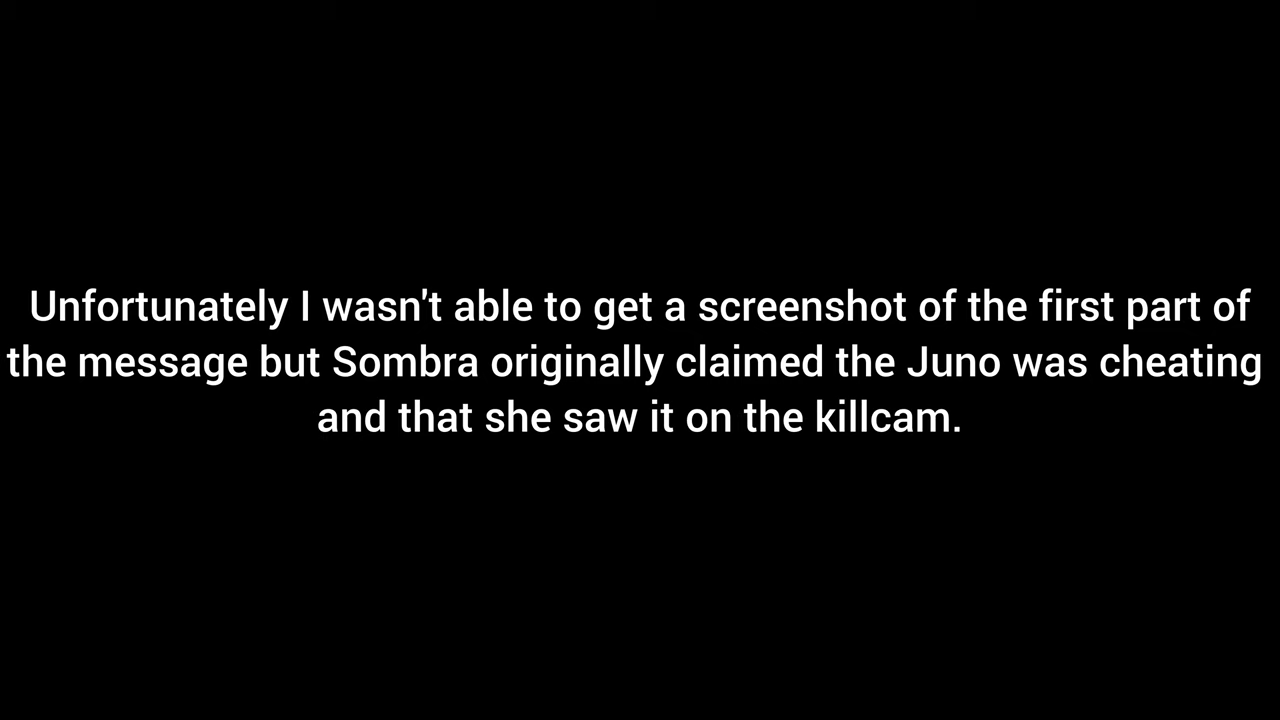 Unfortunately I wasn't able to get a screenshot of the first part of
the message but Sombra originally claimed the Juno was cheating
and that she saw it on the killcam.